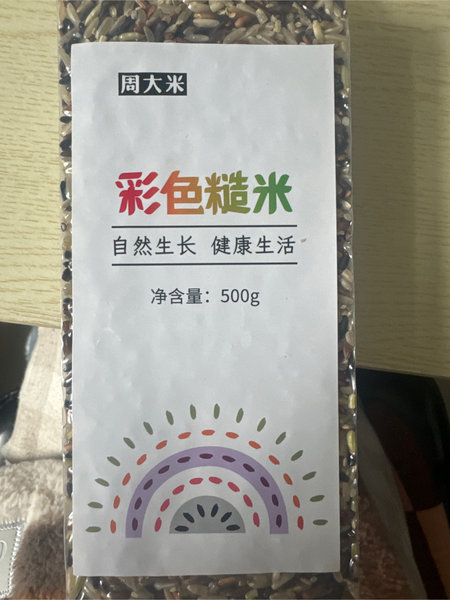 周大米
彩色糙米
自然生长 健康生活
净含量：500g